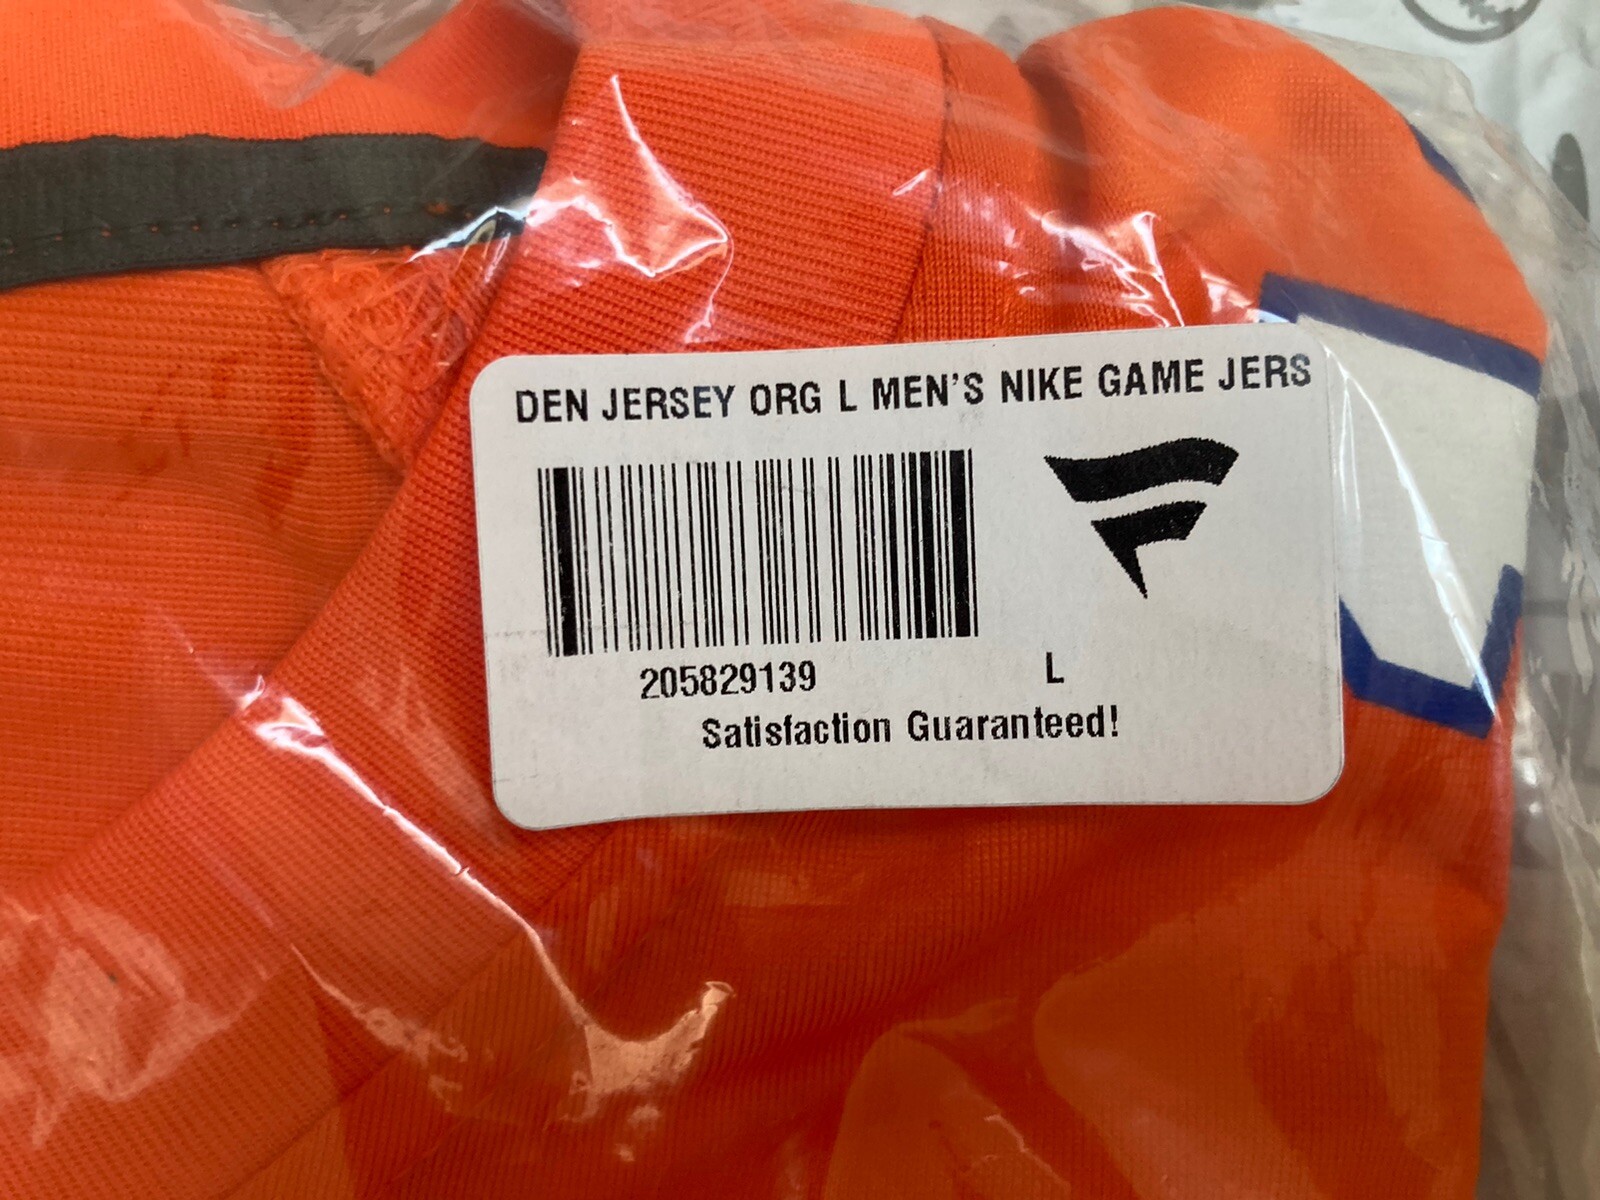 DEN JERSEY ORG L MEN'S NIKE GAME JERS
205829139
L
Satisfaction Guaranteed!